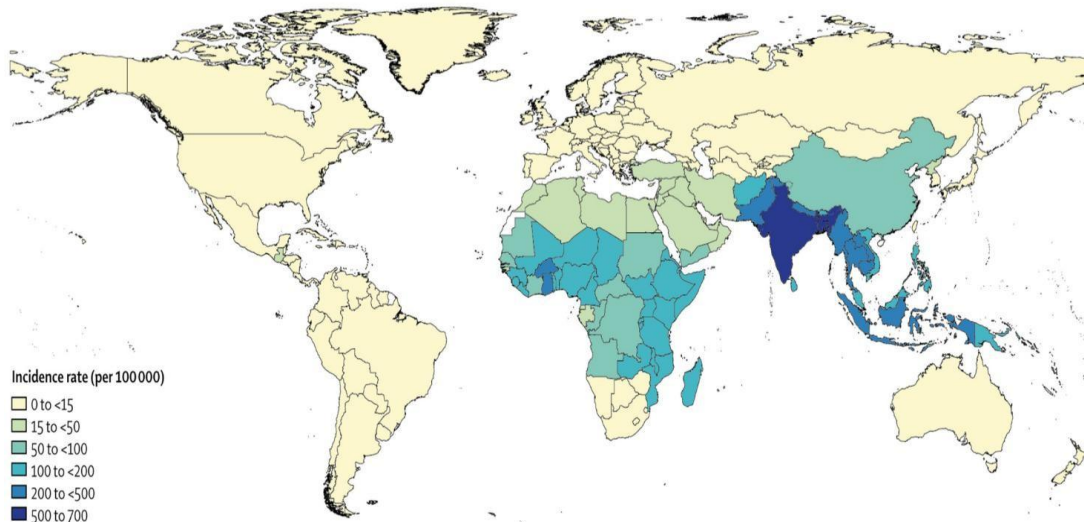 Incidence rate (per 100 000)
0 to <15
15 to <50
50 to <100
100 to <200
200 to <500
500 to 700